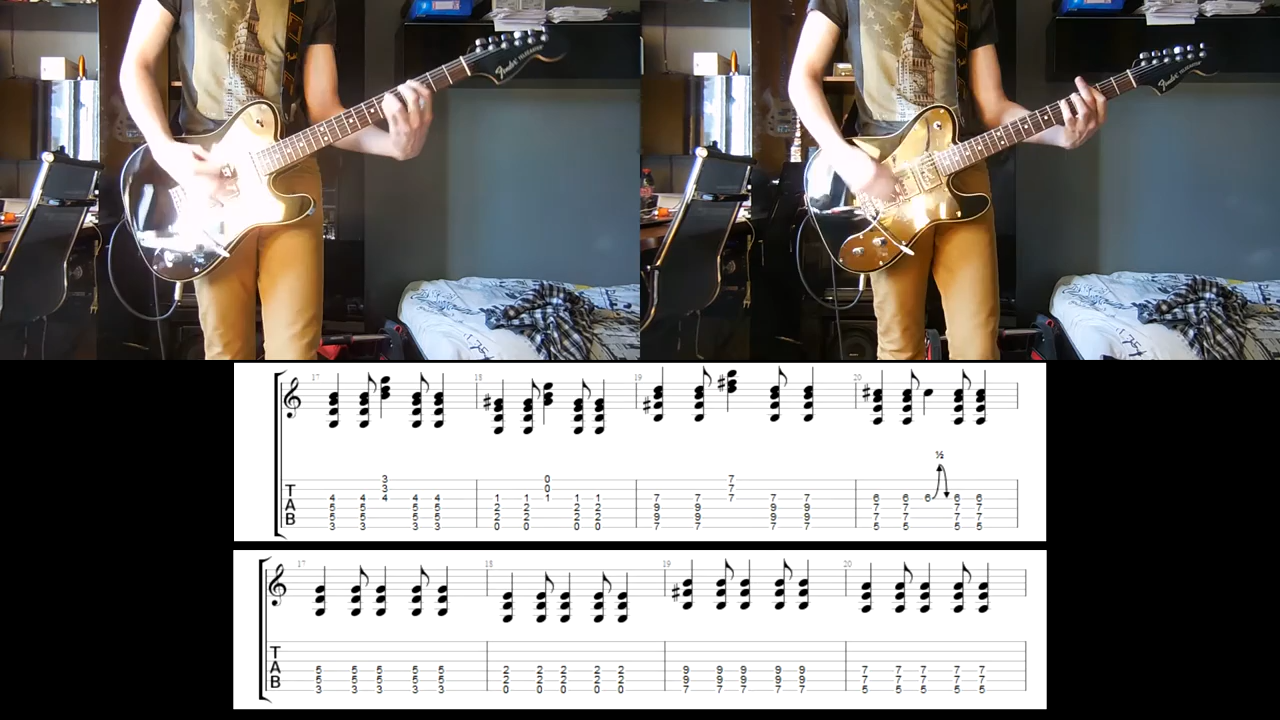 Fender TELECASTER
Fender TELECASTER
17 18 19 20
½
3 0 7
3 0 7
4 4 4 4 4 1 1 1 1 1 7 7 7 7 7 6 6 6 6 6
T
5 5 5 5 2 2 2 2 9 9 9 9 7 7 7 7
A
5 5 5 5 2 2 2 2 9 9 9 9 7 7 7 7
B
3 3 3 3 0 0 0 0 7 7 7 7 5 5 5 5
17 18 19 20
T
A
5 5 5 5 5 2 2 2 2 2 9 9 9 9 9 7 7 7 7 7
B
5 5 5 5 5 2 2 2 2 2 9 9 9 9 9 7 7 7 7 7
3 3 3 3 3 0 0 0 0 0 7 7 7 7 7 5 5 5 5 5